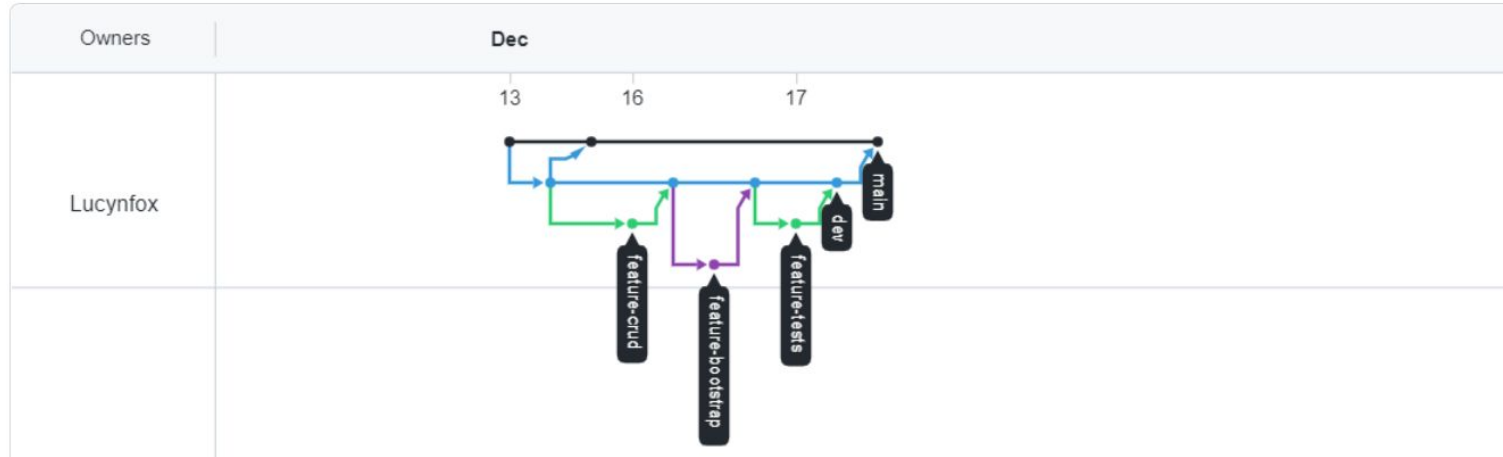 Owners
Dec
13
16
17
Lucynfox
main
dev
feature-crud
feature-tests
feature-bootstrap